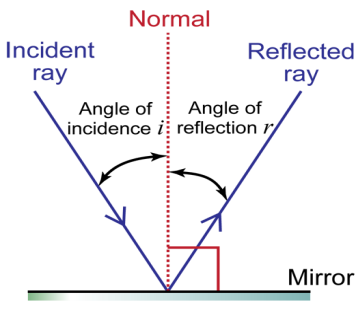 Normal
Incident
ray
Reflected
ray
Angle of
incidence i
Angle of
reflection r
Mirror